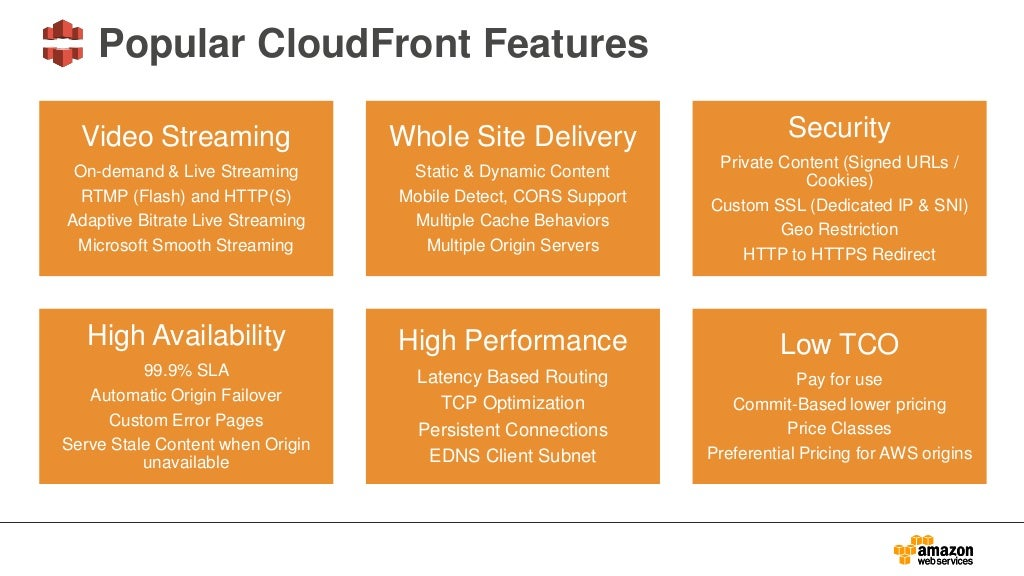 Popular CloudFront Features
Video Streaming
On-demand & Live Streaming
RTMP (Flash) and HTTP(S)
Adaptive Bitrate Live Streaming
Microsoft Smooth Streaming
Whole Site Delivery
Static & Dynamic Content
Mobile Detect, CORS Support
Multiple Cache Behaviors
Multiple Origin Servers
Security
Private Content (Signed URLs /
Cookies)
Custom SSL (Dedicated IP & SNI)
Geo Restriction
HTTP to HTTPS Redirect
High Availability
99.9% SLA
Automatic Origin Failover
Custom Error Pages
Serve Stale Content when Origin
unavailable
High Performance
Latency Based Routing
TCP Optimization
Persistent Connections
EDNS Client Subnet
Low TCO
Pay for use
Commit-Based lower pricing
Price Classes
Preferential Pricing for AWS origins
amazon
webservices